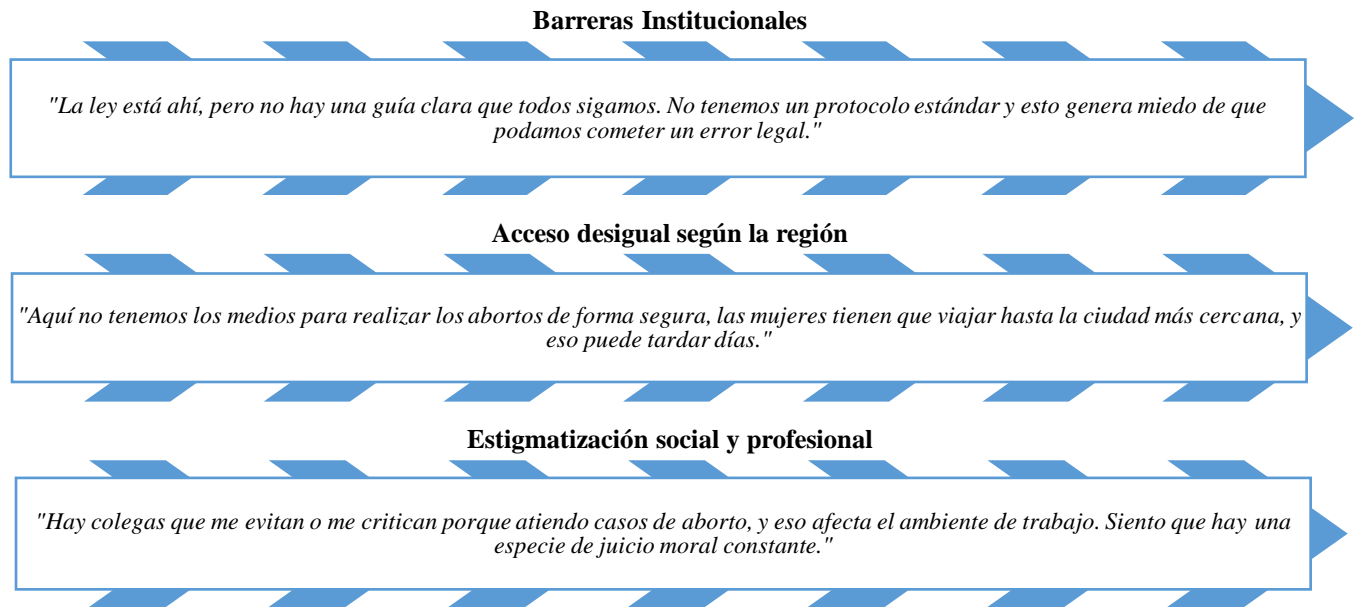 Barreras Institucionales
"La ley está ahí, pero no hay una guía clara que todos sigamos. No tenemos un protocolo estándar y esto genera miedo de que
podamos cometer un error legal."
Acceso desigual según la región
"Aquí no tenemos los medios para realizar los abortos de forma segura, las mujeres tienen que viajar hasta la ciudad más cercana, y
eso puede tardar días."
Estigmatización social y profesional
"Hay colegas que me evitan o me critican porque atiendo casos de aborto, y eso afecta el ambiente de trabajo. Siento que hay una
especie de juicio moral constante."